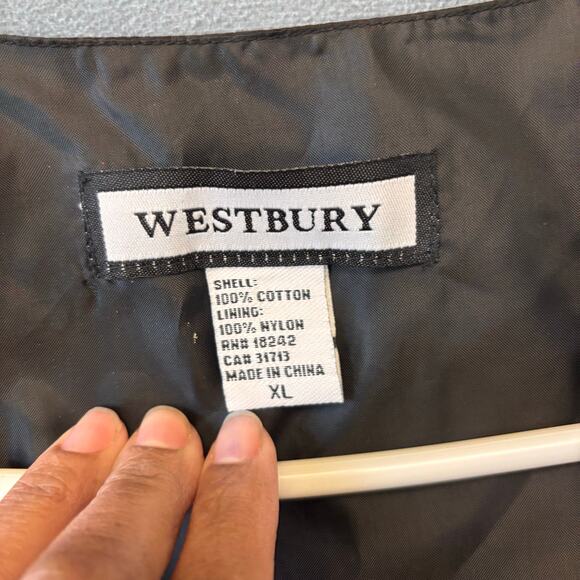 WESTBURY
SHELL:
100% COTTON
LINING:
100% NYLON
RN# 18242
CA# 31713
MADE IN CHINA
XL